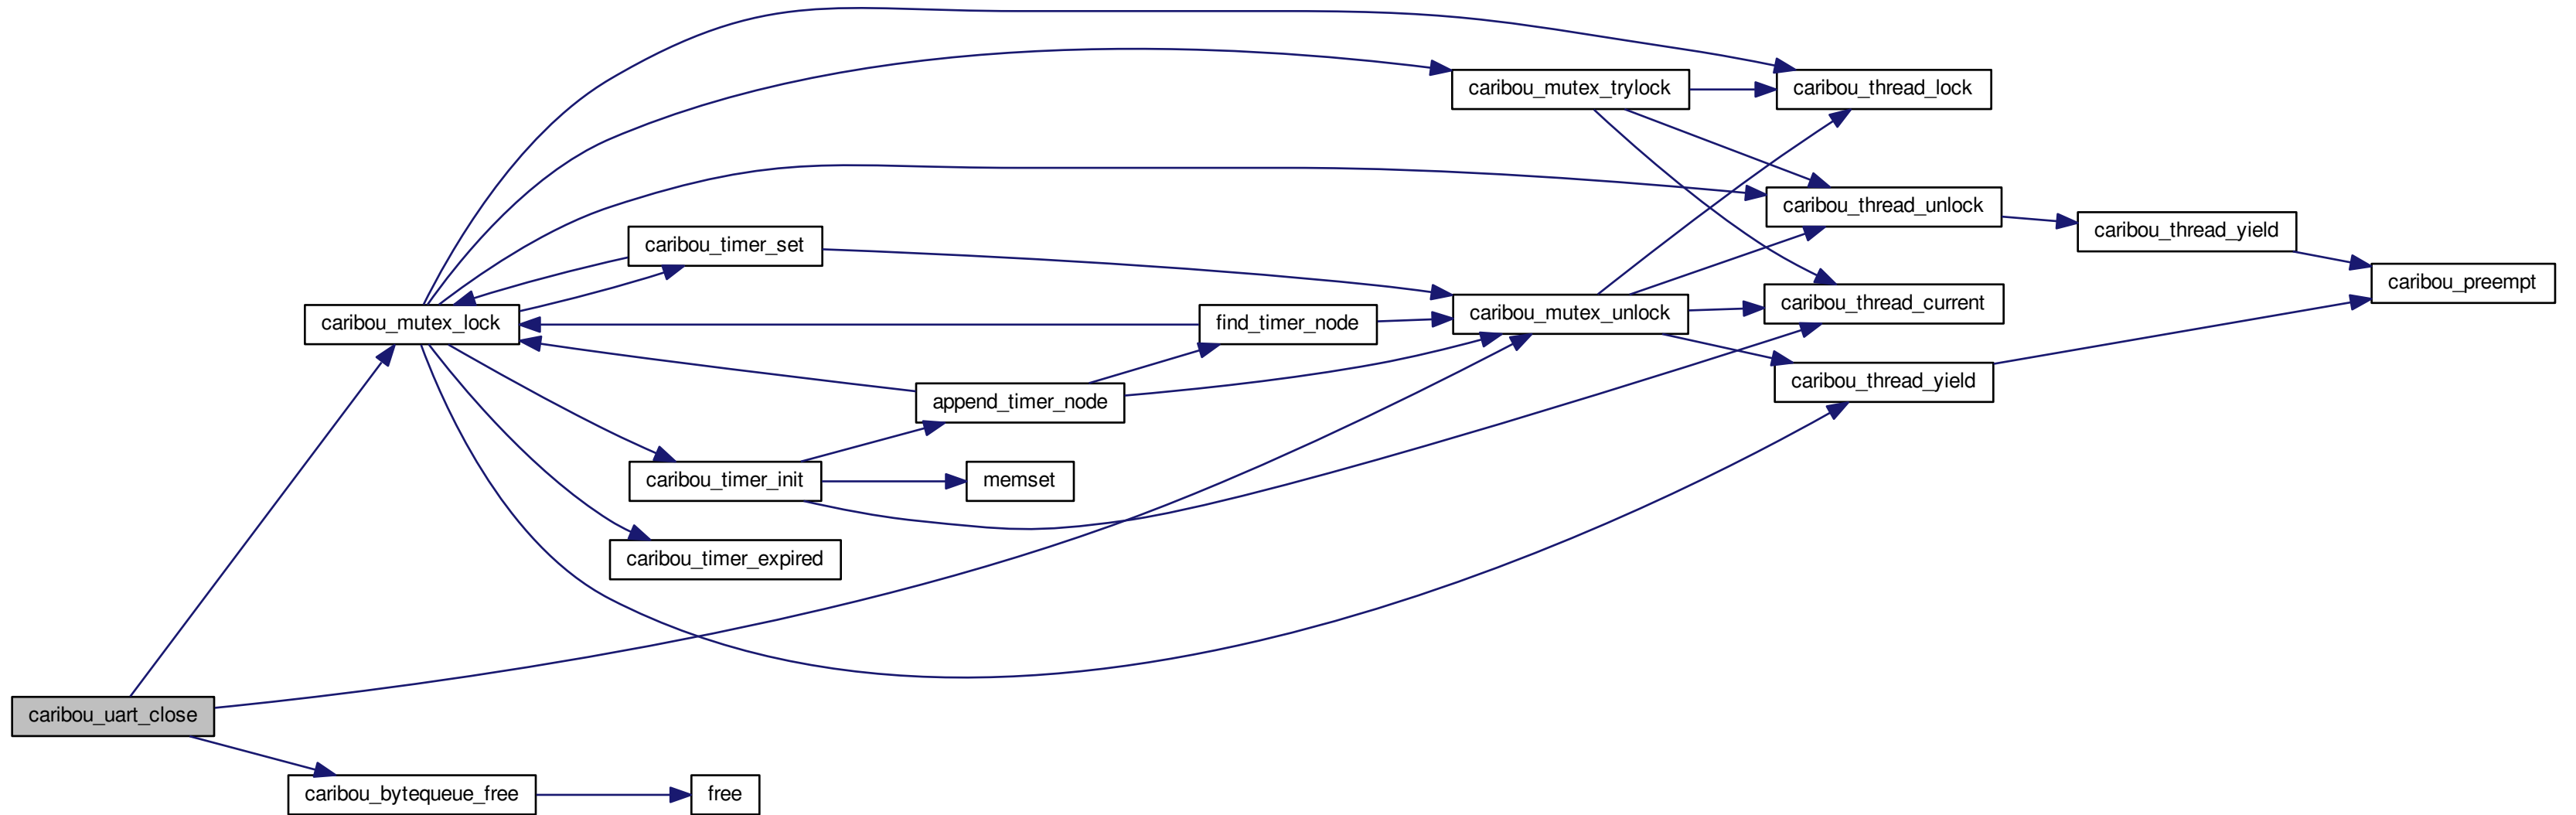 caribou_mutex_trylock
caribou_thread_lock
caribou_thread_unlock
caribou_thread_yield
caribou_timer_set
caribou_preempt
caribou_thread_current
caribou_mutex_lock
find_timer_node
caribou_mutex_unlock
caribou_thread_yield
append_timer_node
caribou_timer_init
memset
caribou_timer_expired
caribou_uart_close
caribou_bytequeue_free
free